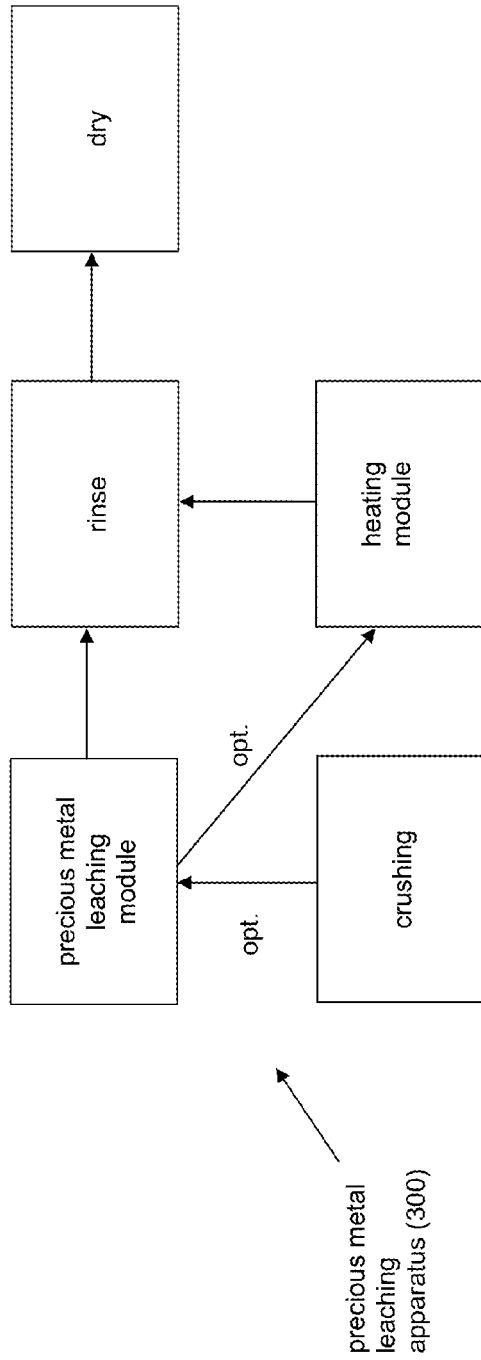 precious metal
leaching
module
rinse
dry
opt.
opt.
crushing
heating
module
precious metal
leaching
apparatus (300)